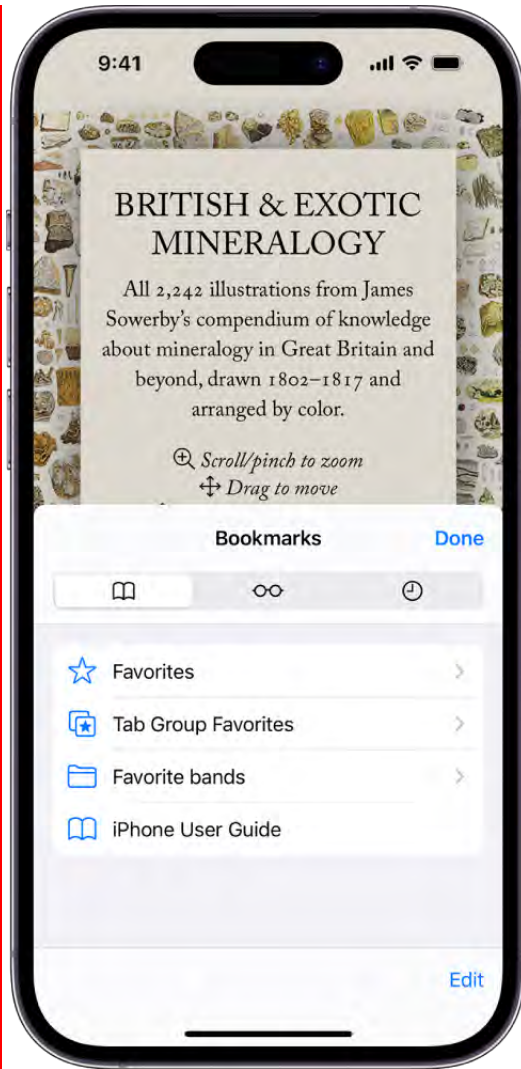 9:41
BRITISH & EXOTIC
MINERALOGY
All 2,242 illustrations from James
Sowerby's compendium of knowledge
about mineralogy in Great Britain and
beyond, drawn 1802–1817 and
arranged by color.
Scroll/pinch to zoom
Drag to move
Bookmarks
Done
Favorites
Tab Group Favorites
Favorite bands
iPhone User Guide
Edit